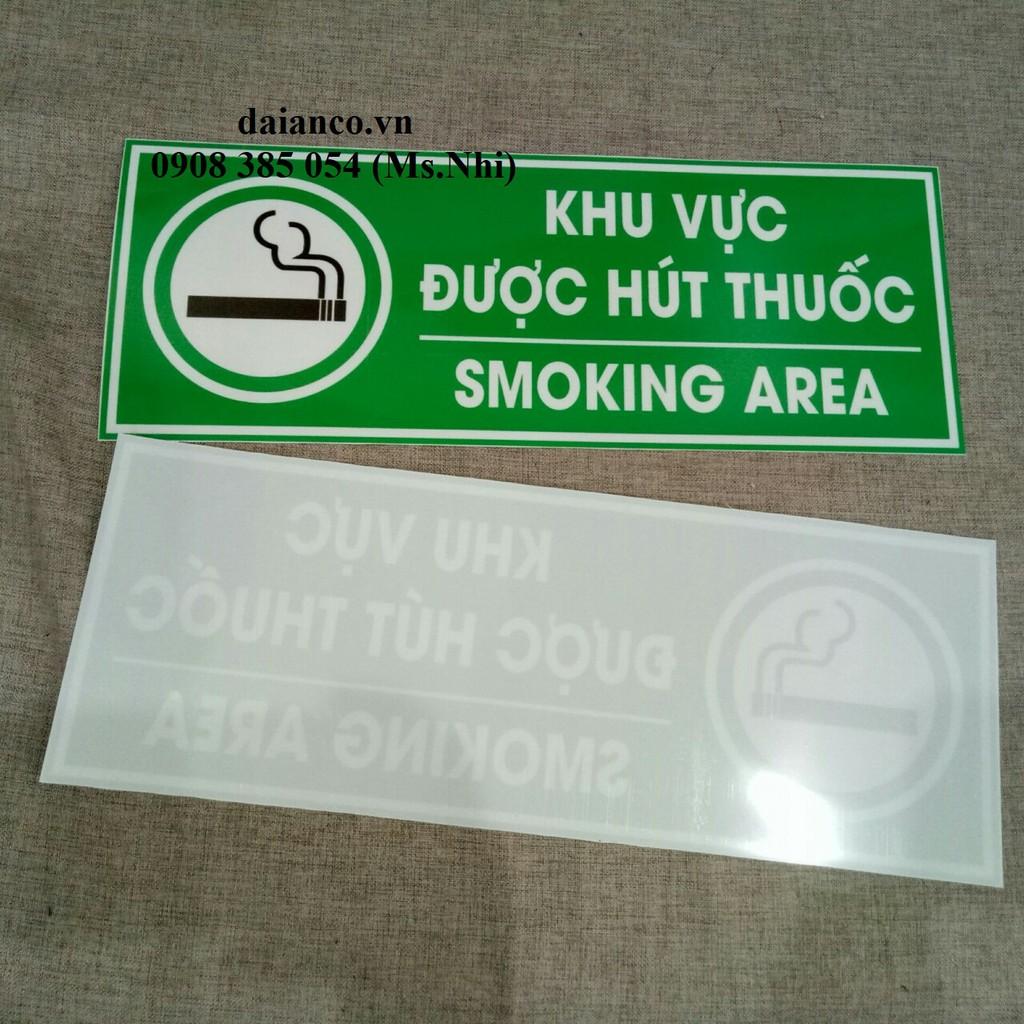 daianco.vn
0908 385 054 (Ms.Nhi)
KHU VỰC
ĐƯỢC HÚT THUỐC
SMOKING AREA
KHU VỰC
ĐƯỢC HÚT THUỐC
SMOKING AREA